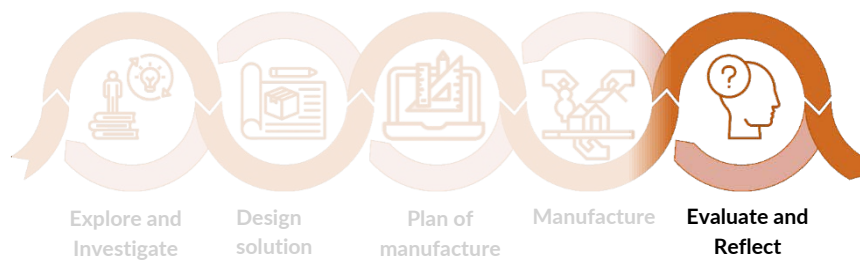 Explore and
Investigate
Design
solution
Plan of
manufacture
Manufacture
Evaluate and
Reflect
?